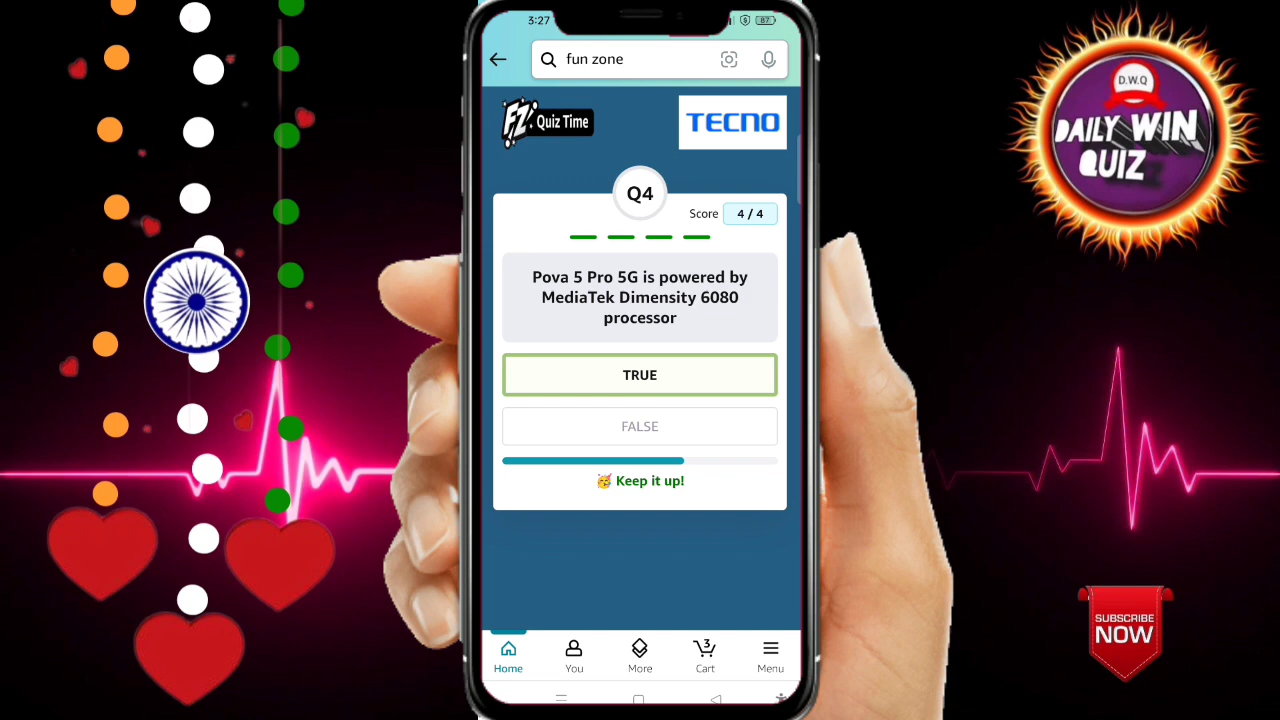 3:27
87
fun zone
FZ Quiz Time
TECNO
Q4
Score 4 / 4
Pova 5 Pro 5G is powered by
MediaTek Dimensity 6080
processor
TRUE
FALSE
🥳 Keep it up!
3
Home You More Cart Menu
D.W.Q
DAILY WIN
QUIZ
SUBSCRIBE
NOW